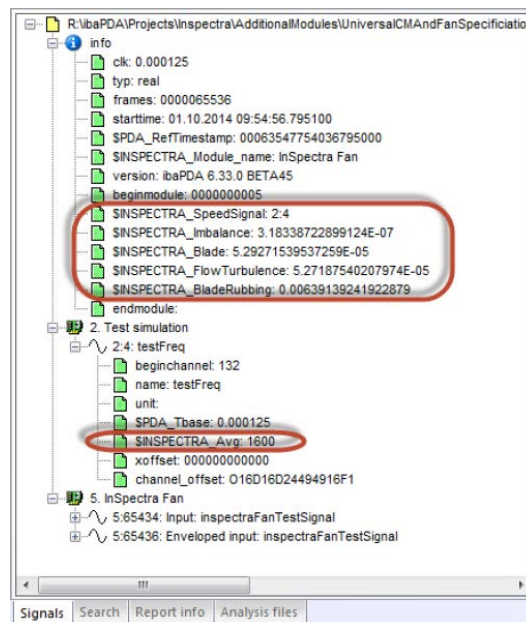 R:\ibaPDA\Projects\Inspectra\AdditionalModules\UniversalCMAndFanSpecificiatio
info
clk: 0.000125
typ: real
frames: 0000065536
starttime: 01.10.2014 09:54:56.795100
$PDA_RefTimestamp: 00063547754036795000
$INSPECTRA_Module_name: InSpectra Fan
version: ibaPDA 6.33.0 BETA45
beginmodule: 0000000005
$INSPECTRA_SpeedSignal: 2:4
$INSPECTRA_Imbalance: 3.18338722899124E-07
$INSPECTRA_Blade: 5.29271539537259E-05
$INSPECTRA_FlowTurbulence: 5.27187540207974E-05
$INSPECTRA_BladeRubbing: 0.00639139241922879
endmodule:
2. Test simulation
2:4: testFreq
beginchannel: 132
name: testFreq
unit:
$PDA_Tbase: 0.000125
$INSPECTRA_Avg: 1600
xoffset: 000000000000
channel_offset: O16D16D24494916F1
5. InSpectra Fan
5:65434: Input: inspectraFanTestSignal
5:65436: Enveloped input: inspectraFanTestSignal
Signals Search Report info Analysis files